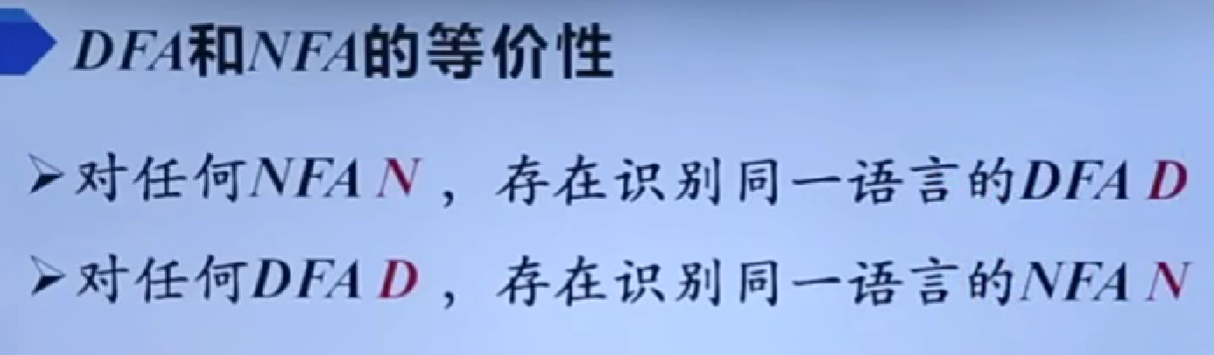 DFA和NFA的等价性
➢对任何NFA N ，存在识别同一语言的DFA D
➢对任何DFA D ，存在识别同一语言的NFA N